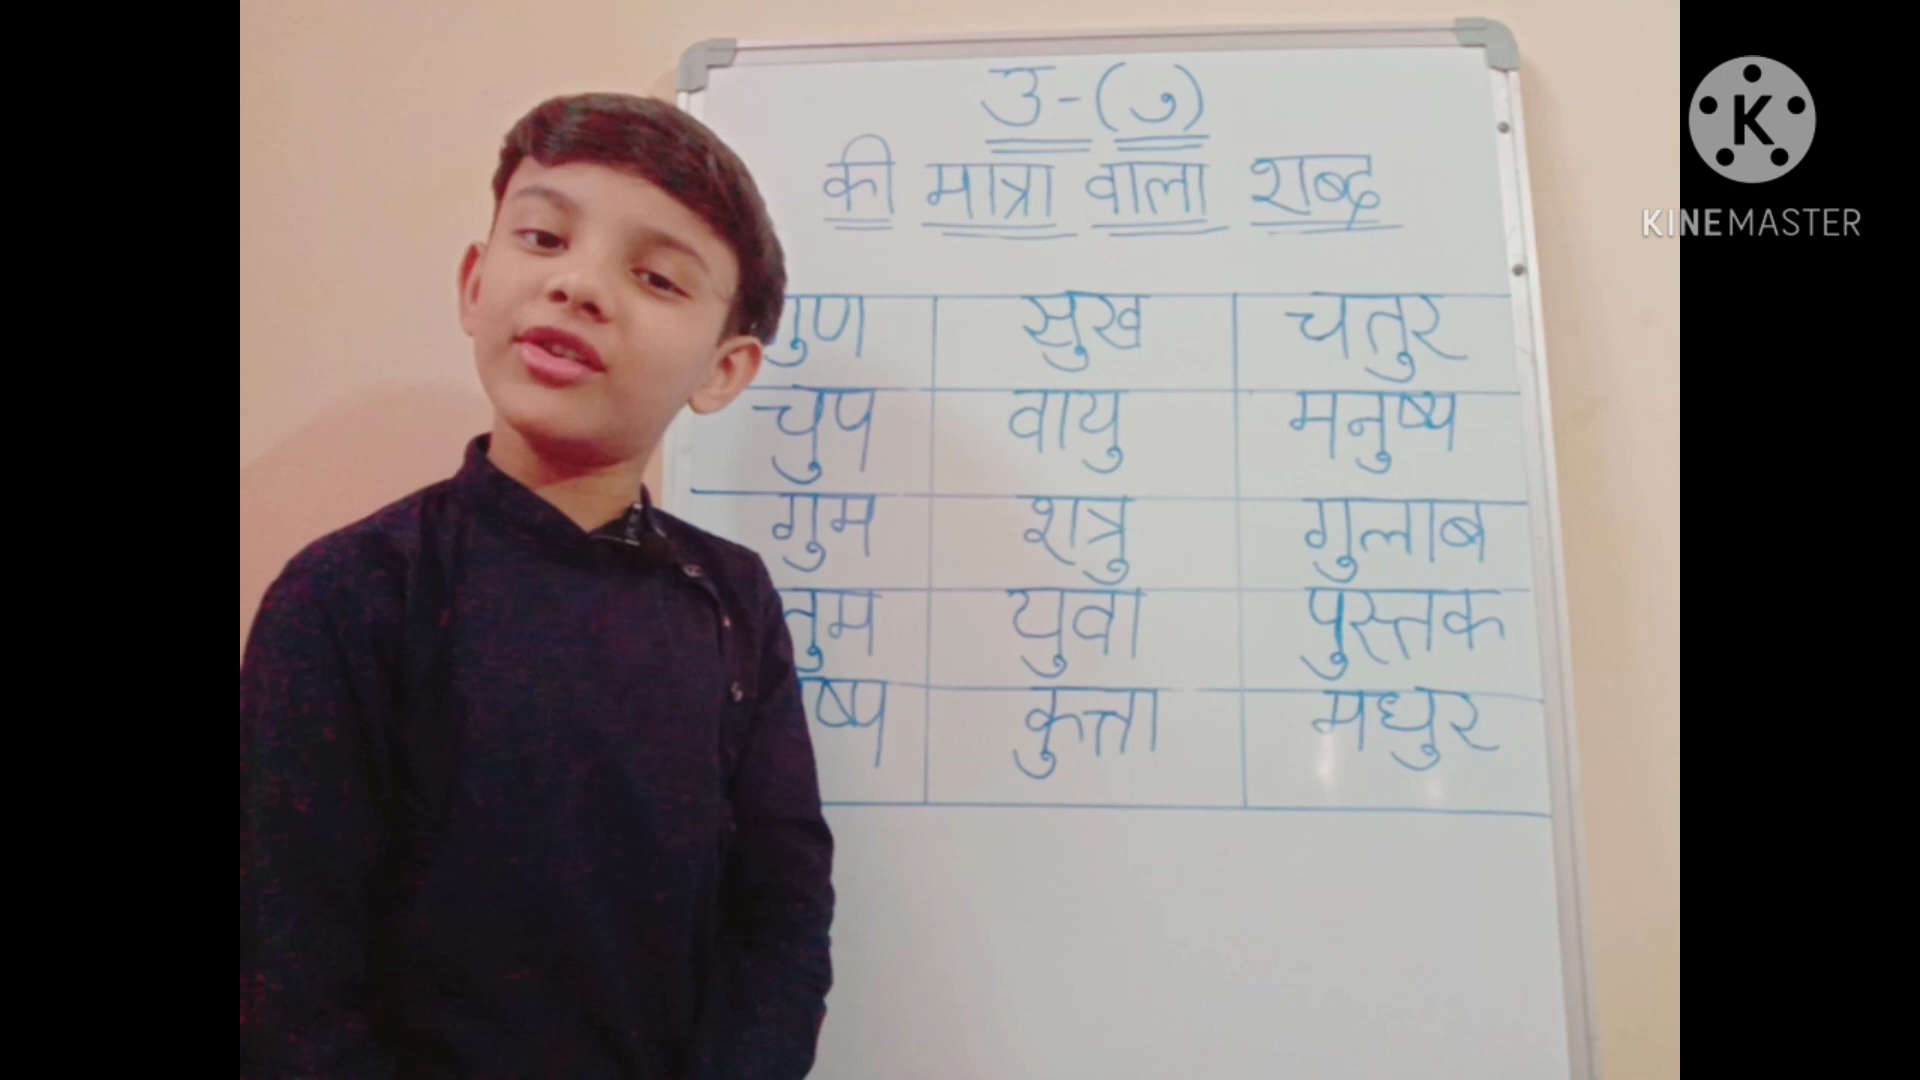 उ-(ु)
की मात्रा वाला शब्द
गुण सुख चतुर
चुप वायु मनुष्य
गुम शत्रु गुलाब
तुम युवा पुस्तक
कुत्ता मधुर
KINEMASTER